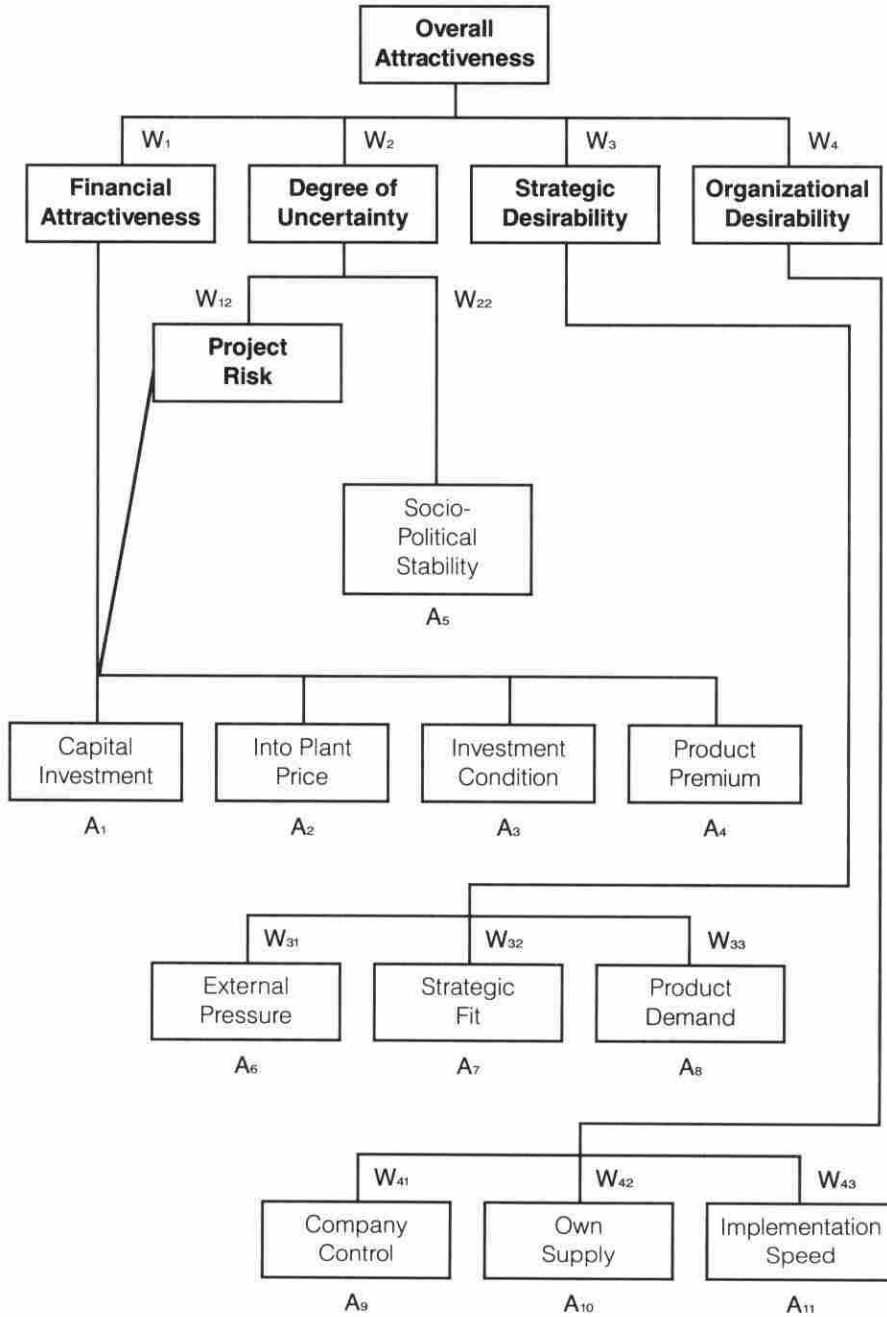 Overall
Attractiveness
W₁
W₂
W₃
W₄
Financial
Attractiveness
Degree of
Uncertainty
Strategic
Desirability
Organizational
Desirability
W₁₂
W₂₂
Project
Risk
Socio-
Political
Stability
A₅
Capital
Investment
Into Plant
Price
Investment
Condition
Product
Premium
A₁
A₂
A₃
A₄
W₃₁
W₃₂
W₃₃
External
Pressure
Strategic
Fit
Product
Demand
A₆
A₇
A₈
W₄₁
W₄₂
W₄₃
Company
Control
Own
Supply
Implementation
Speed
A₉
A₁₀
A₁₁